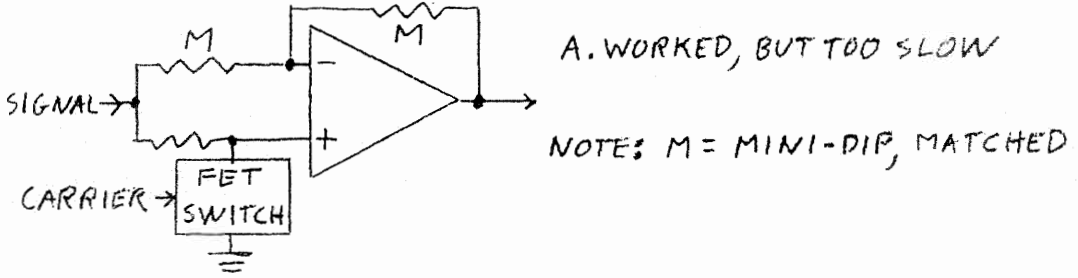 M
M
A. WORKED, BUT TOO SLOW
−
SIGNAL
+
NOTE: M = MINI-DIP, MATCHED
FET
SWITCH
CARRIER